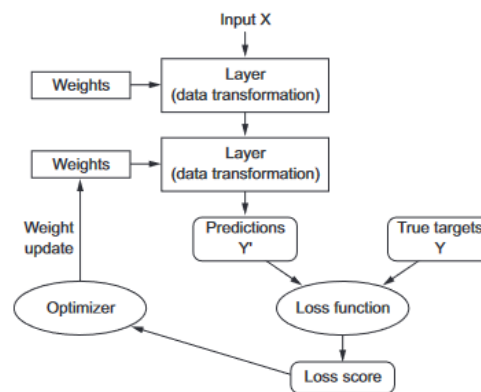 Input X
Layer
(data transformation)
Weights
Layer
(data transformation)
Weights
Weight
update
Predictions
Y'
True targets
Y
Optimizer
Loss function
Loss score